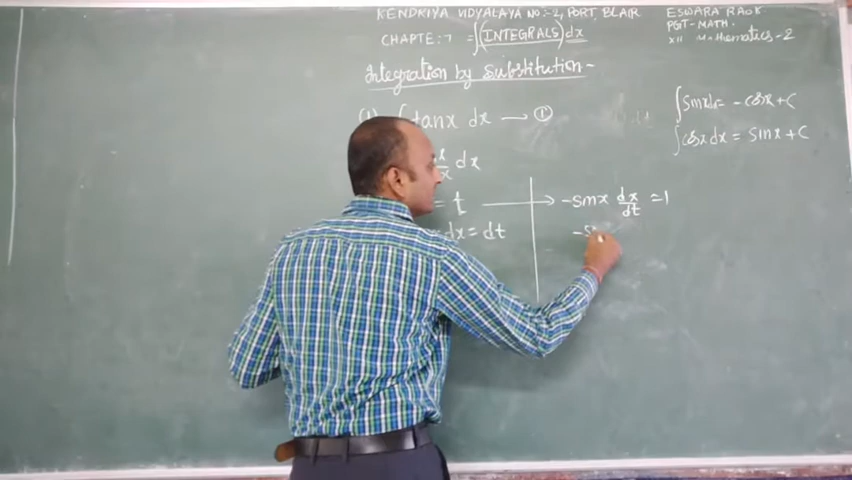 KENDRIYA VIDYALAYA NO:-2, PORT BLAIR
ESWARA RAO K
PGT-MATH.
XII Mathematics-2
CHAPTE:7 = ∫(INTEGRALS)dx
Integration by substitution-
(1) ∫ tanx dx → ①
∫sinx dx = -cosx + C
∫cosx dx = sinx + C
x/x dx
= t → -sinx dx/dt = 1
dx = dt
-s